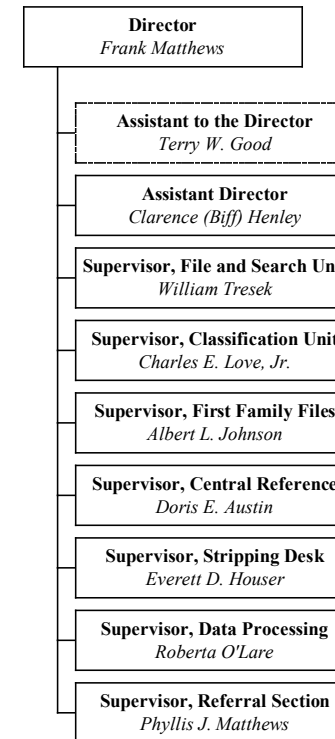 Director
Frank Matthews
Assistant to the Director
Terry W. Good
Assistant Director
Clarence (Biff) Henley
Supervisor, File and Search Un
William Tresek
Supervisor, Classification Unit
Charles E. Love, Jr.
Supervisor, First Family Files
Albert L. Johnson
Supervisor, Central Reference
Doris E. Austin
Supervisor, Stripping Desk
Everett D. Houser
Supervisor, Data Processing
Roberta O'Lare
Supervisor, Referral Section
Phyllis J. Matthews